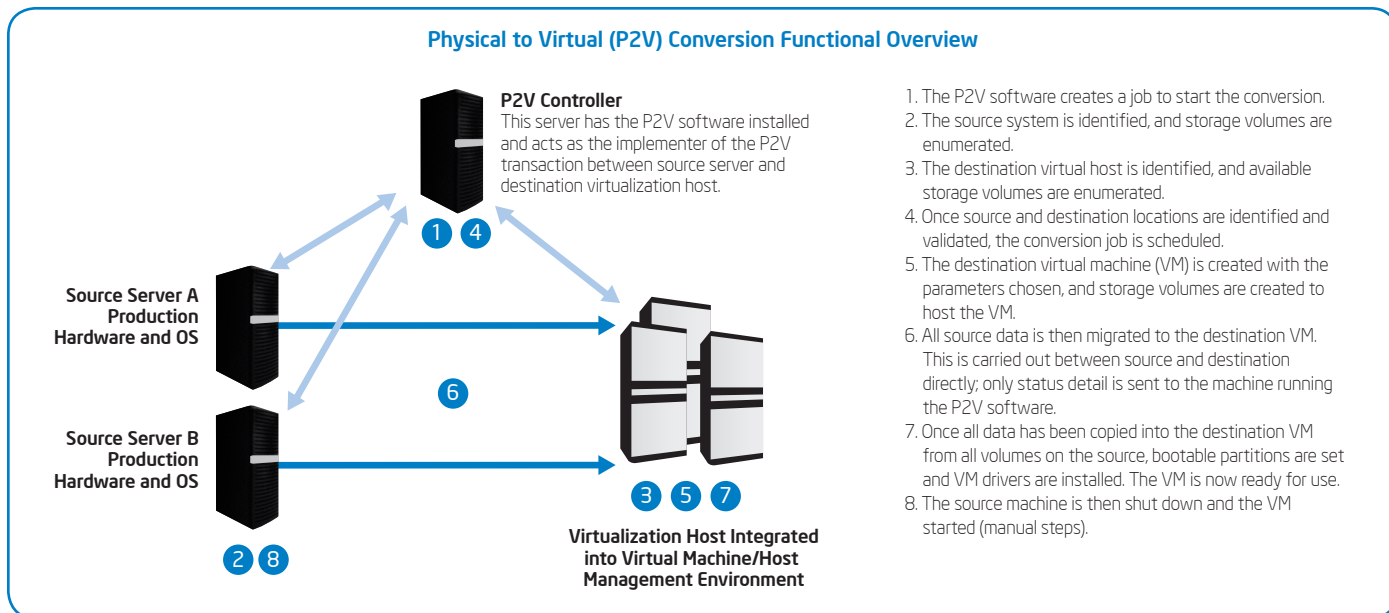 Physical to Virtual (P2V) Conversion Functional Overview
P2V Controller
This server has the P2V software installed
and acts as the implementer of the P2V
transaction between source server and
destination virtualization host.
1 4
Source Server A
Production
Hardware and OS
6
Source Server B
Production
Hardware and OS
2 8
3 5 7
Virtualization Host Integrated
into Virtual Machine/Host
Management Environment
1. The P2V software creates a job to start the conversion.
2. The source system is identified, and storage volumes are
enumerated.
3. The destination virtual host is identified, and available
storage volumes are enumerated.
4. Once source and destination locations are identified and
validated, the conversion job is scheduled.
5. The destination virtual machine (VM) is created with the
parameters chosen, and storage volumes are created to
host the VM.
6. All source data is then migrated to the destination VM.
This is carried out between source and destination
directly; only status detail is sent to the machine running
the P2V software.
7. Once all data has been copied into the destination VM
from all volumes on the source, bootable partitions are set
and VM drivers are installed. The VM is now ready for use.
8. The source machine is then shut down and the VM
started (manual steps).